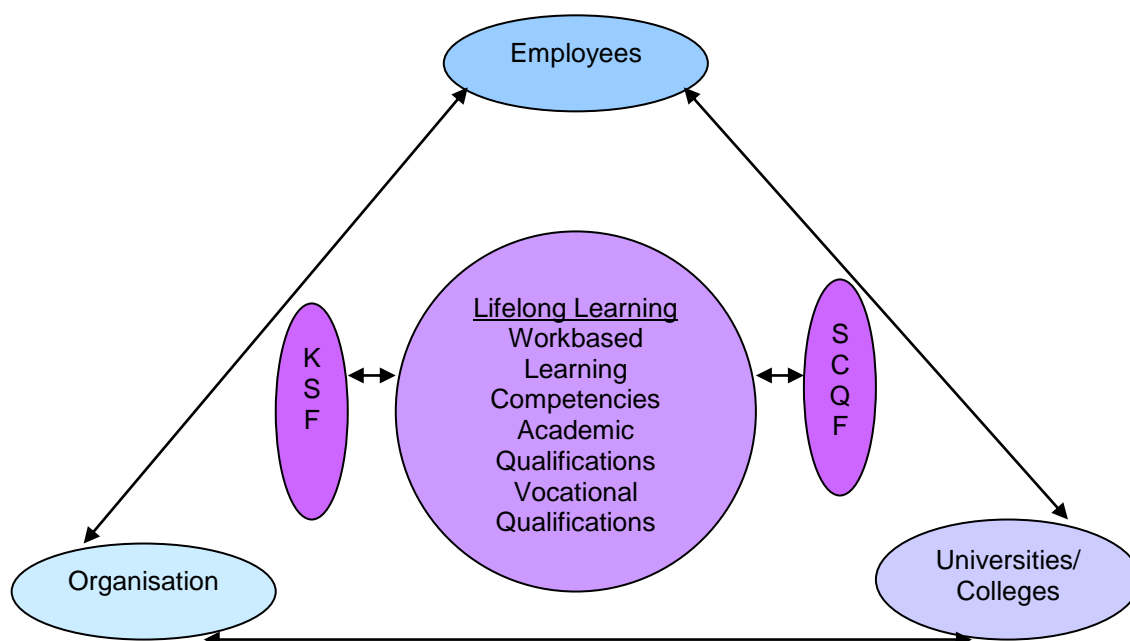 Employees
Lifelong Learning
Workbased
Learning
Competencies
Academic
Qualifications
Vocational
Qualifications
K
S
F
S
C
Q
F
Organisation
Universities/
Colleges